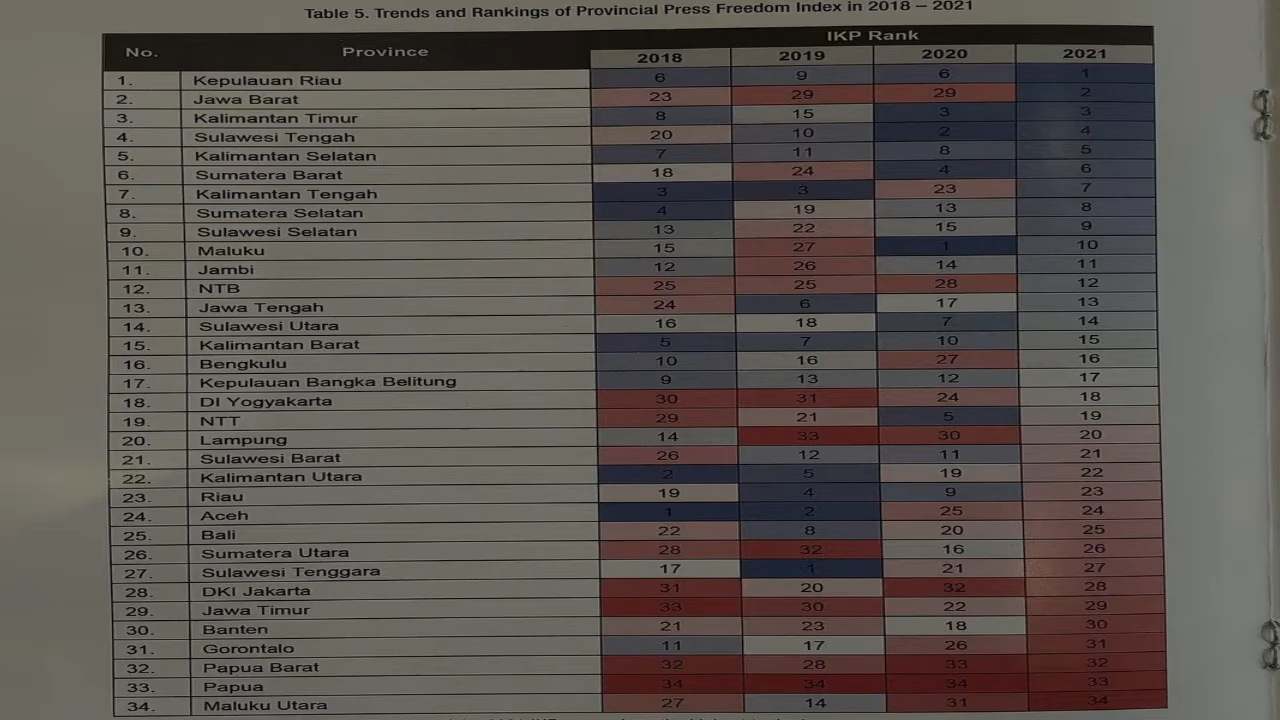 Table 5. Trends and Rankings of Provincial Press Freedom Index in 2018 – 2021
No. Province IKP Rank
2018 2019 2020 2021
1. Kepulauan Riau 6 9 6 1
2. Jawa Barat 23 29 29 2
3. Kalimantan Timur 8 15 3 3
4. Sulawesi Tengah 20 10 2 4
5. Kalimantan Selatan 7 11 8 5
6. Sumatera Barat 18 24 4 6
7. Kalimantan Tengah 3 3 23 7
8. Sumatera Selatan 4 19 13 8
9. Sulawesi Selatan 13 22 15 9
10. Maluku 15 27 1 10
11. Jambi 12 26 14 11
12. NTB 25 25 28 12
13. Jawa Tengah 24 6 17 13
14. Sulawesi Utara 16 18 7 14
15. Kalimantan Barat 5 7 10 15
16. Bengkulu 10 16 27 16
17. Kepulauan Bangka Belitung 9 13 12 17
18. DI Yogyakarta 30 31 24 18
19. NTT 29 21 5 19
20. Lampung 14 33 30 20
21. Sulawesi Barat 26 12 11 21
22. Kalimantan Utara 2 5 19 22
23. Riau 19 4 9 23
24. Aceh 1 2 25 24
25. Bali 22 8 20 25
26. Sumatera Utara 28 32 16 26
27. Sulawesi Tenggara 17 1 21 27
28. DKI Jakarta 31 20 32 28
29. Jawa Timur 33 30 22 29
30. Banten 21 23 18 30
31. Gorontalo 11 17 26 31
32. Papua Barat 32 28 33 32
33. Papua 34 34 34 33
34. Maluku Utara 27 14 31 34